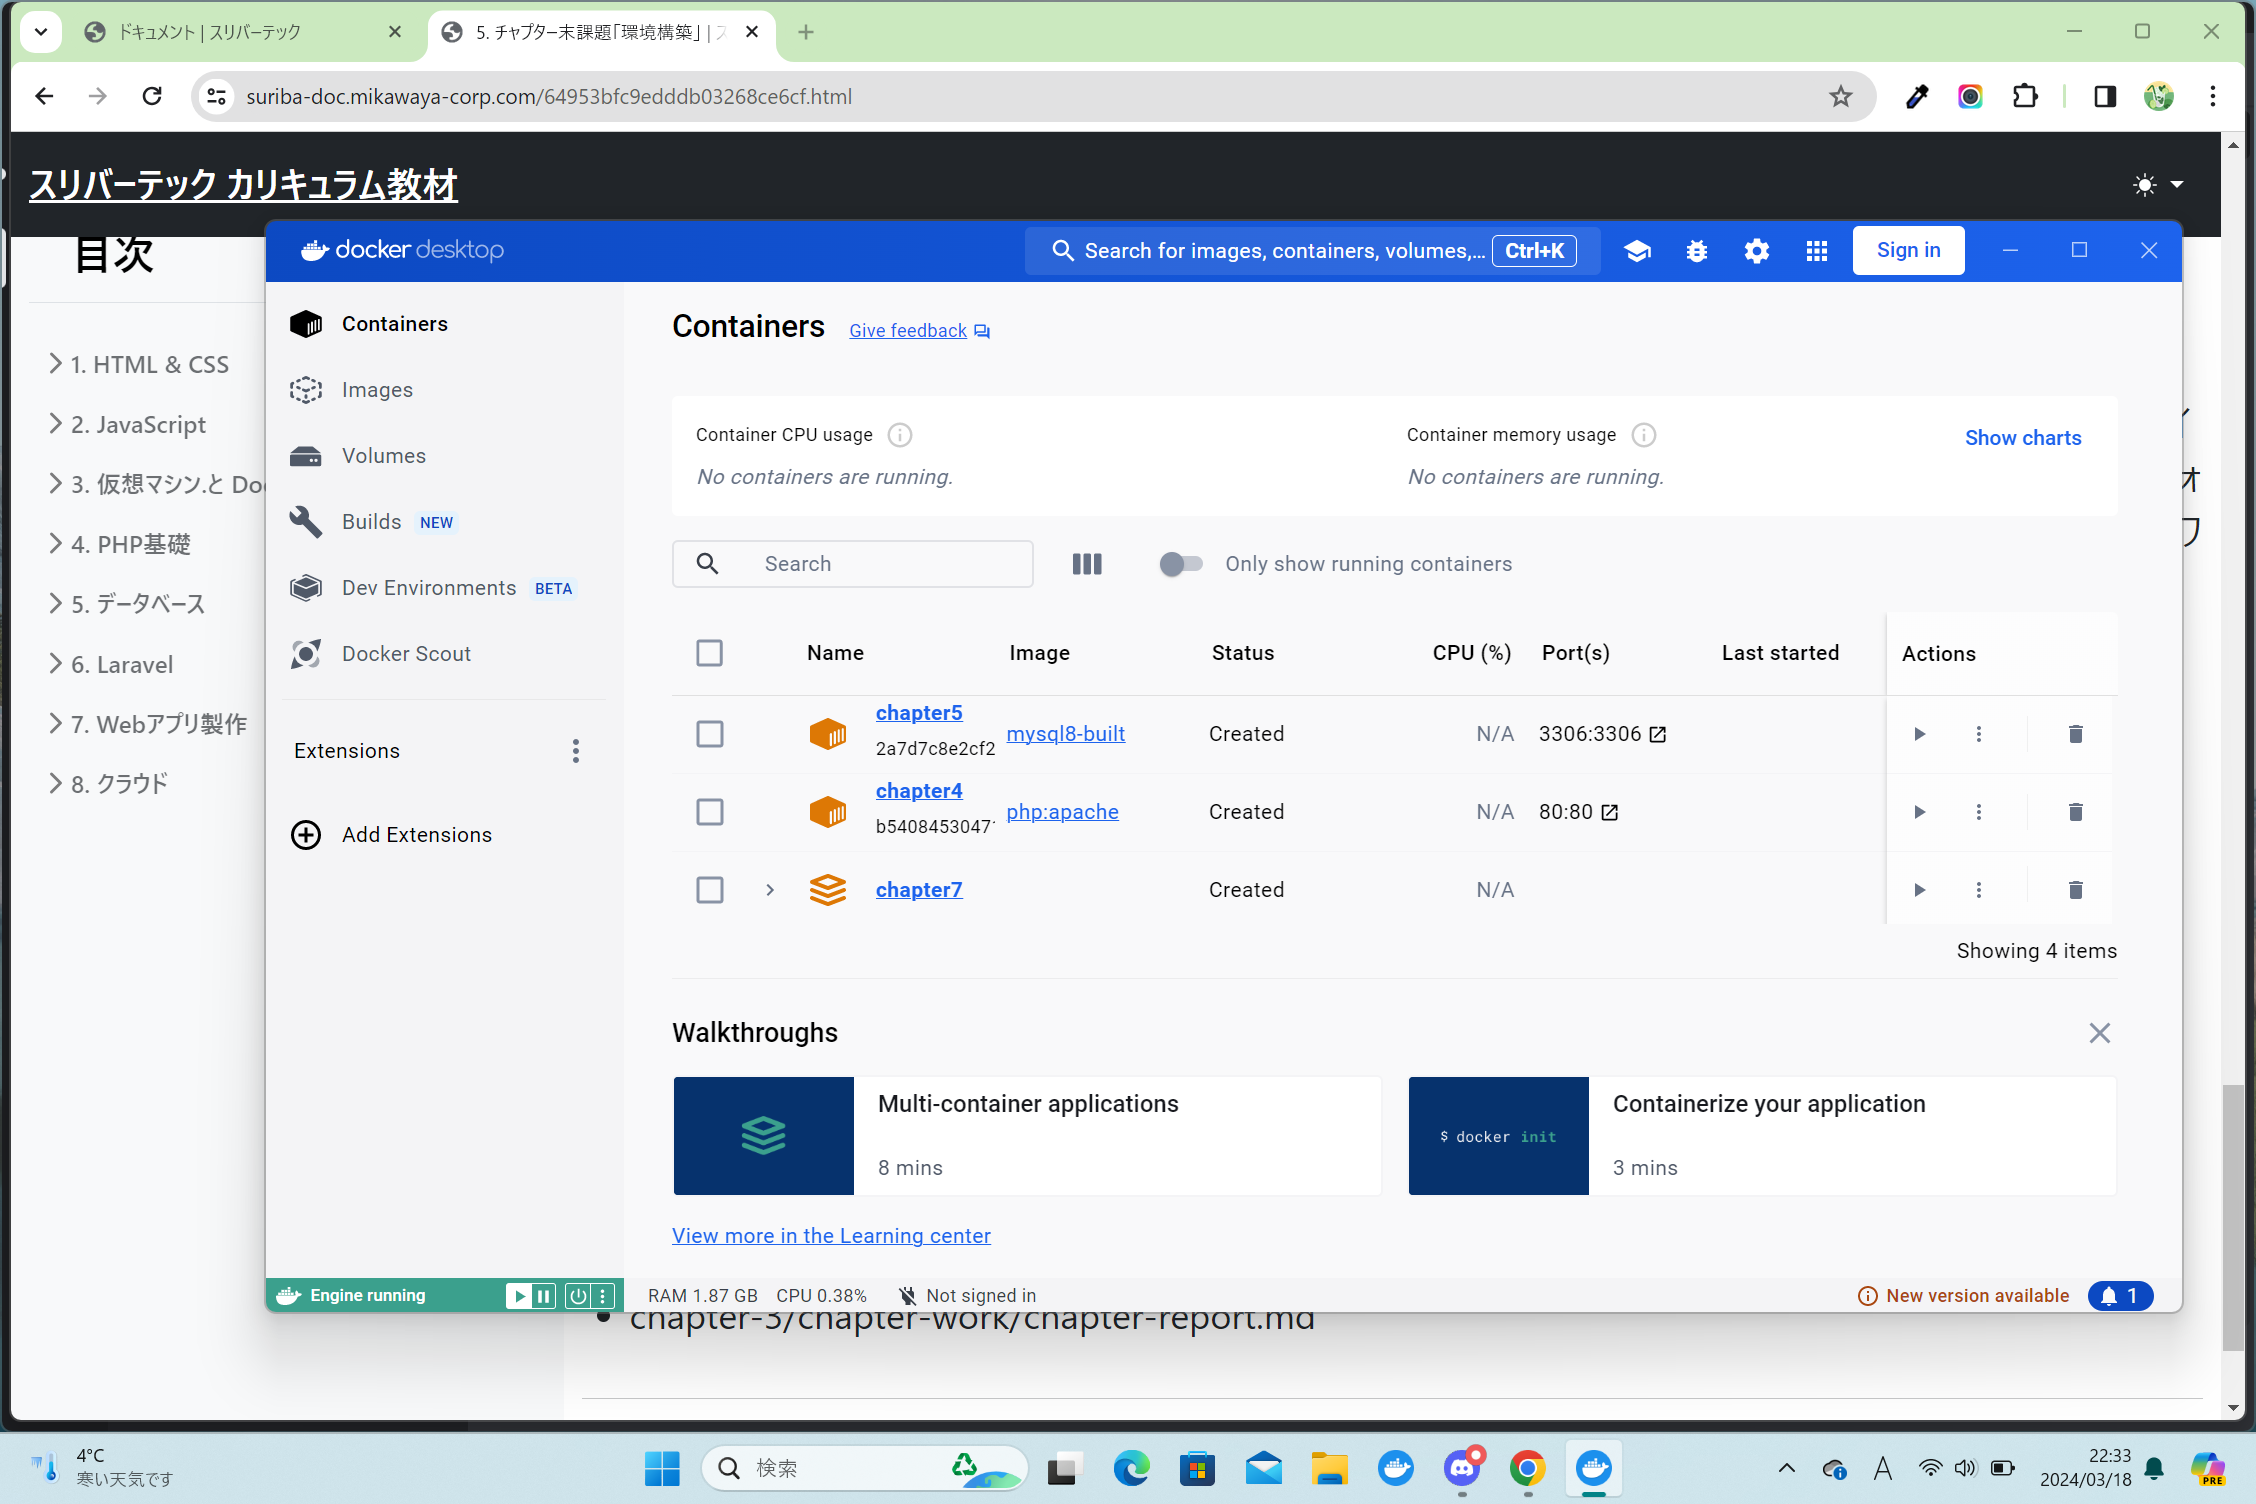 ドキュメント | スリバーテック
5. チャプター末課題「環境構築」 |
suriba-doc.mikawaya-corp.com/64953bfc9edddb03268ce6cf.html
スリバーテック カリキュラム教材
目次
1. HTML & CSS
2. JavaScript
3. 仮想マシン.と Do
4. PHP基礎
5. データベース
6. Laravel
7. Webアプリ製作
8. クラウド
docker desktop
Search for images, containers, volumes,... Ctrl+K
Sign in
Containers
Images
Volumes
Builds NEW
Dev Environments BETA
Docker Scout
Extensions
Add Extensions
Containers Give feedback
Container CPU usage
No containers are running.
Container memory usage
No containers are running.
Show charts
Search
Only show running containers
Name Image Status CPU (%) Port(s) Last started Actions
chapter5
2a7d7c8e2cf2 mysql8-built Created N/A 3306:3306
chapter4
b5408453047 php:apache Created N/A 80:80
chapter7 Created N/A
Showing 4 items
Walkthroughs
Multi-container applications
8 mins
$ docker init
Containerize your application
3 mins
View more in the Learning center
Engine running
RAM 1.87 GB CPU 0.38% Not signed in
New version available
1
chapter-3/chapter-work/chapter-report.md
4°C
寒い天気です
検索
A
22:33
2024/03/18
PRE